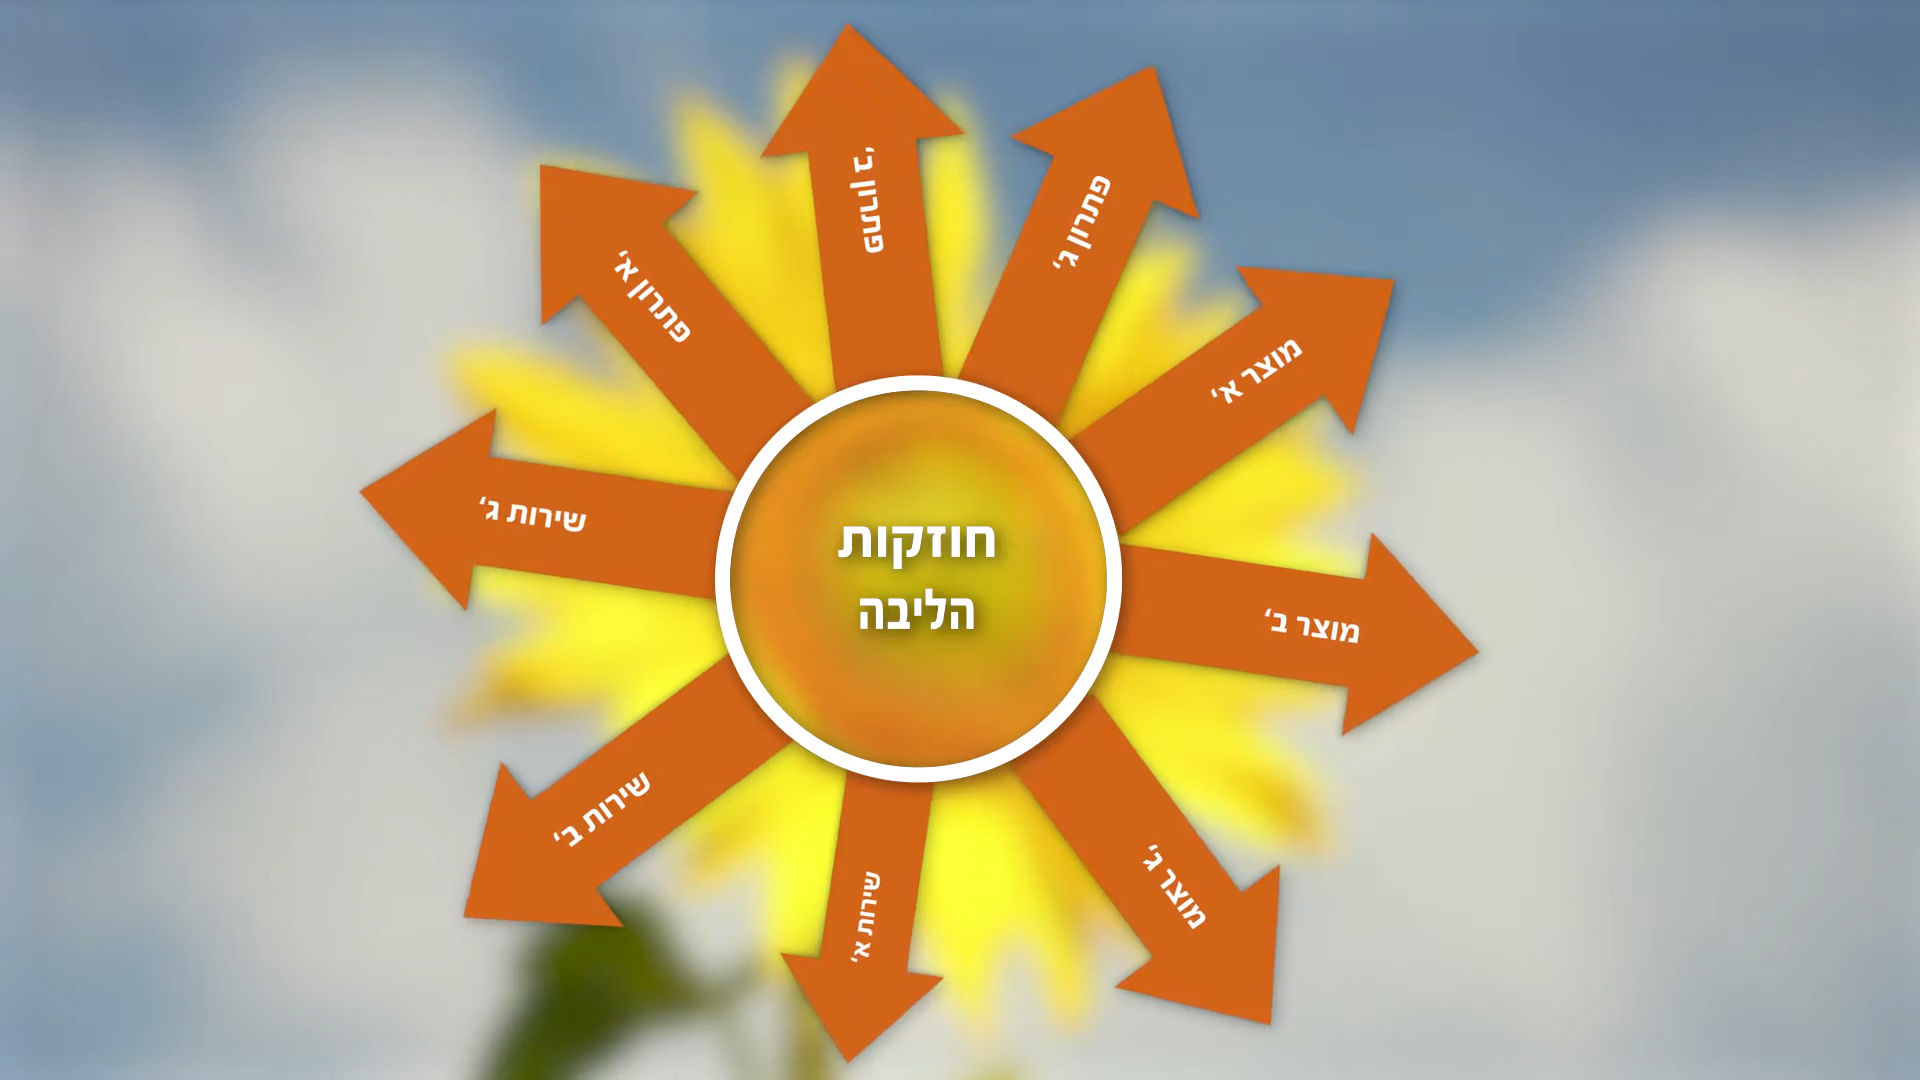 חוזקות
הליבה
פתרון א'
פתרון ב'
פתרון ג'
מוצר א'
מוצר ב'
מוצר ג'
שירות א'
שירות ב'
שירות ג'